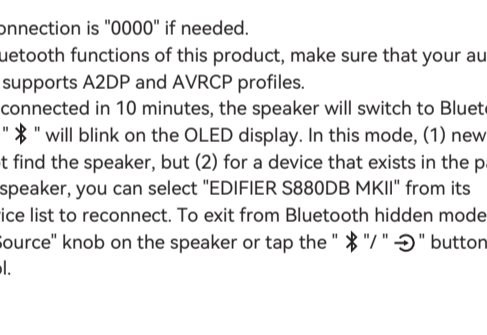 onnection is "0000" if needed.
uetooth functions of this product, make sure that your au
supports A2DP and AVRCP profiles.
connected in 10 minutes, the speaker will switch to Bluet
" " will blink on the OLED display. In this mode, (1) new
t find the speaker, but (2) for a device that exists in the p
speaker, you can select "EDIFIER S880DB MKII" from its
ice list to reconnect. To exit from Bluetooth hidden mode
Source" knob on the speaker or tap the " "/ " " button
l.